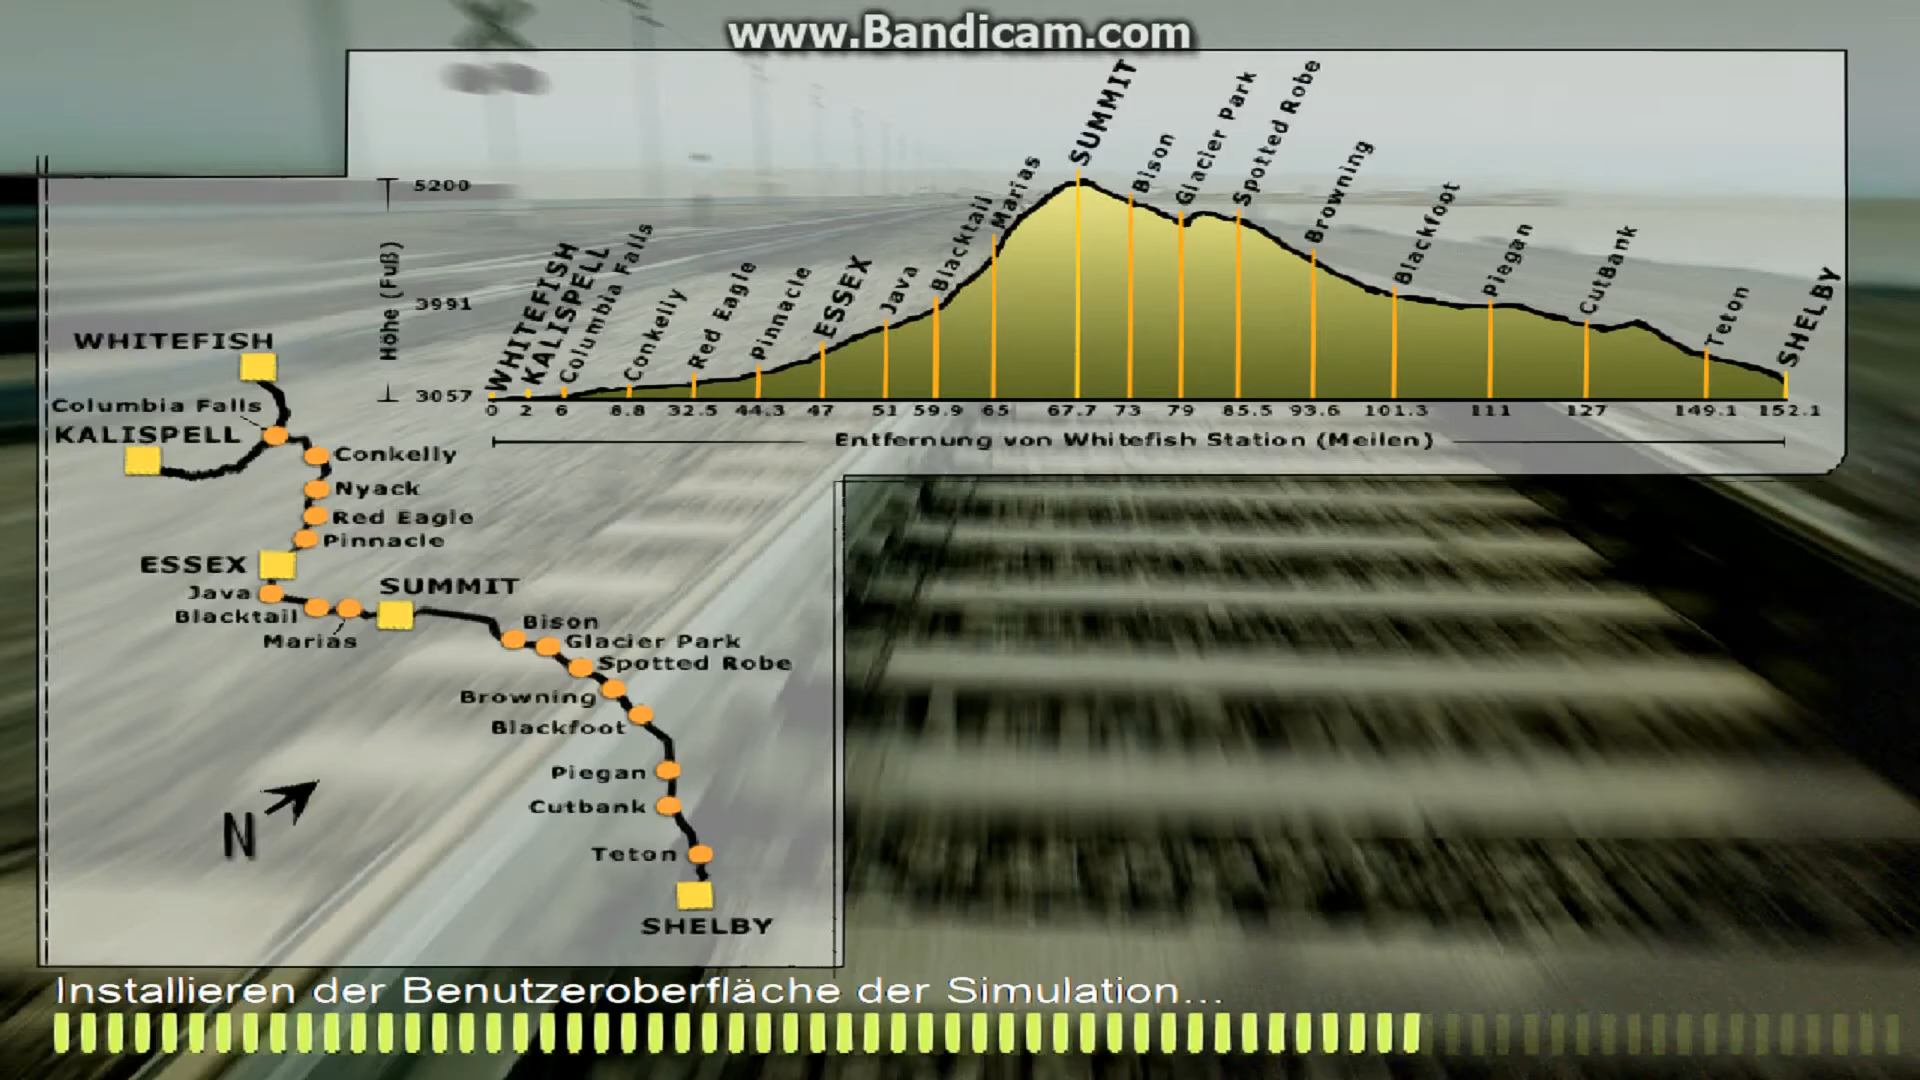 www.Bandicam.com
WHITEFISH
KALISPELL
Columbia Falls
Conkelly
Red Eagle
Pinnacle
ESSEX
Java
Blacktail
Marias
SUMMIT
Bison
Glacier Park
Spotted Robe
Browning
Blackfoot
Piegan
CutBank
Teton
SHELBY
Höhe (Fuß)
5200
3991
3057
0 2 6 8.8 32.5 44.3 47 51 59.9 65 67.7 73 79 85.5 93.6 101.3 111 127 149.1 152.1
Entfernung von Whitefish Station (Meilen)
WHITEFISH
Columbia Falls
KALISPELL
Conkelly
Nyack
Red Eagle
Pinnacle
ESSEX
Java
SUMMIT
Blacktail
Marias
Bison
Glacier Park
Spotted Robe
Browning
Blackfoot
Piegan
Cutbank
N
Teton
SHELBY
Installieren der Benutzeroberfläche der Simulation...